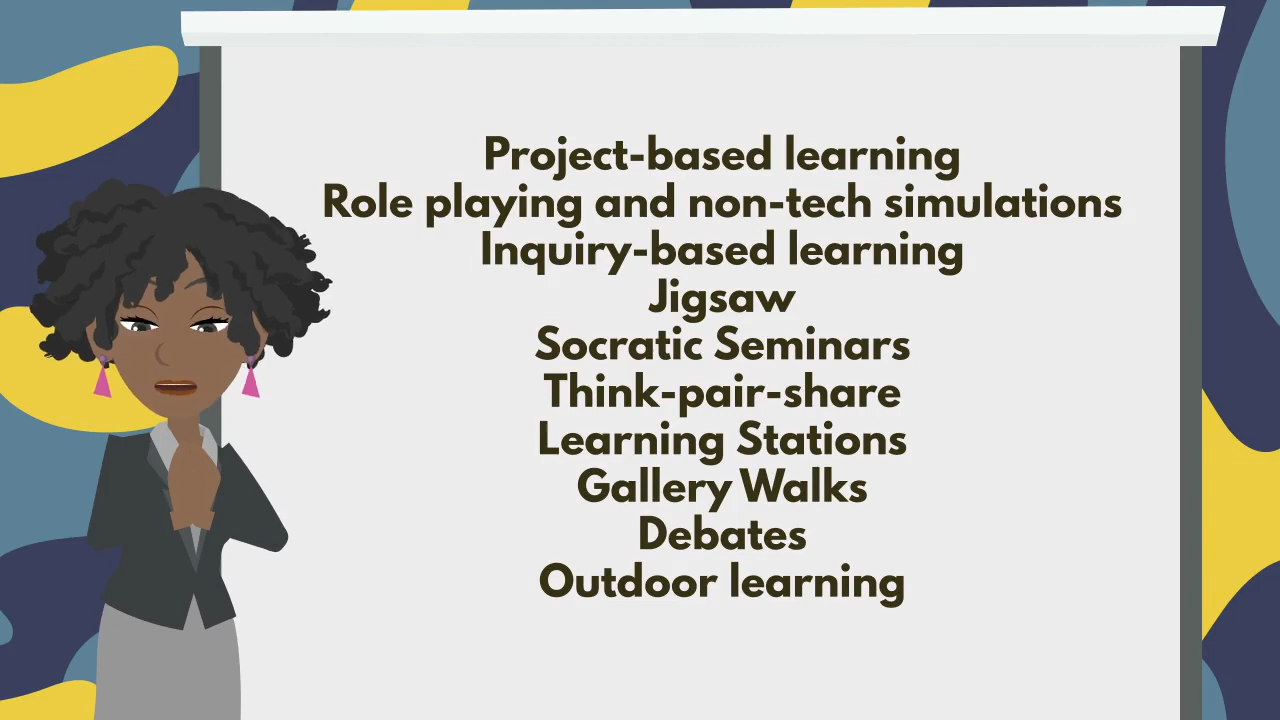 Project-based learning
Role playing and non-tech simulations
Inquiry-based learning
Jigsaw
Socratic Seminars
Think-pair-share
Learning Stations
Gallery Walks
Debates
Outdoor learning